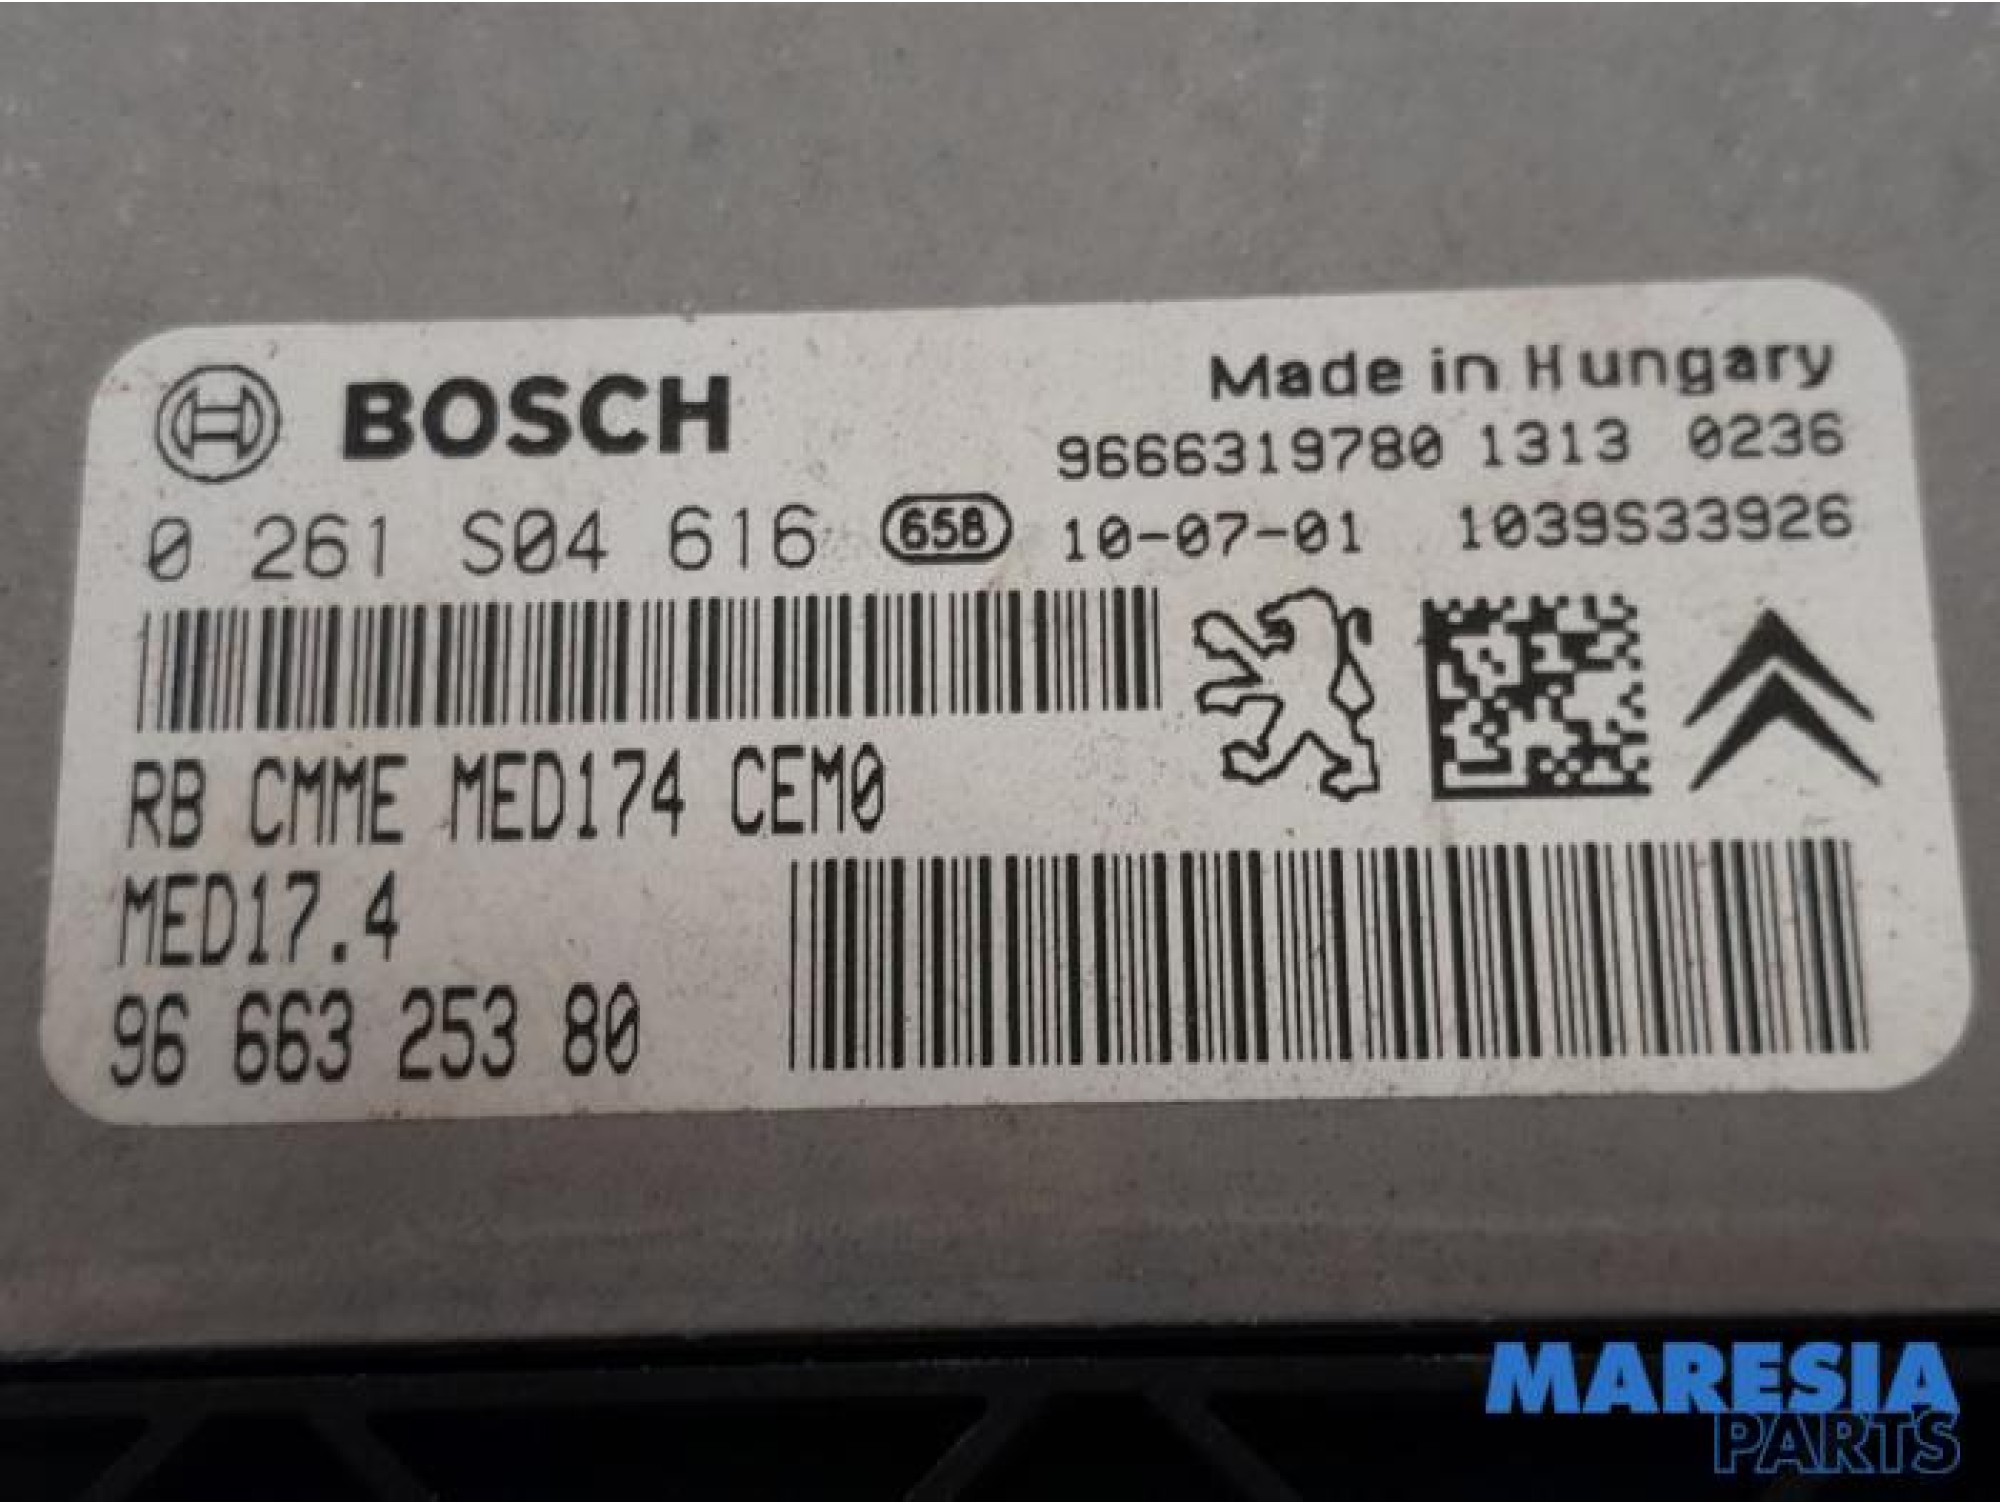 BOSCH
Made in Hungary
9666319780 1313 0236
0 261 S04 616 658 10-07-01 1039S33926
RB CMME MED174 CEM0
MED17.4
96 663 253 80
MARESIA
PARTS